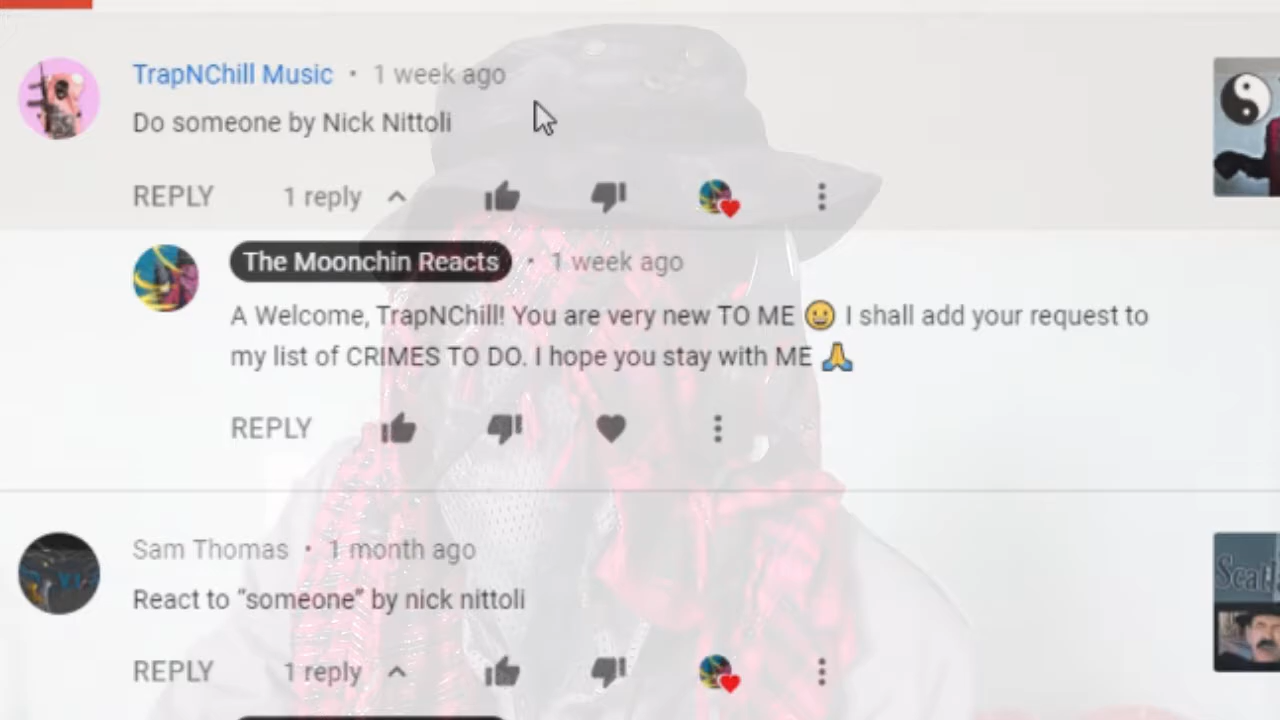 TrapNChill Music • 1 week ago
Do someone by Nick Nittoli
REPLY 1 reply
The Moonchin Reacts • 1 week ago
A Welcome, TrapNChill! You are very new TO ME 😀 I shall add your request to
my list of CRIMES TO DO. I hope you stay with ME 🙏
REPLY
Sam Thomas • 1 month ago
React to “someone” by nick nittoli
REPLY 1 reply